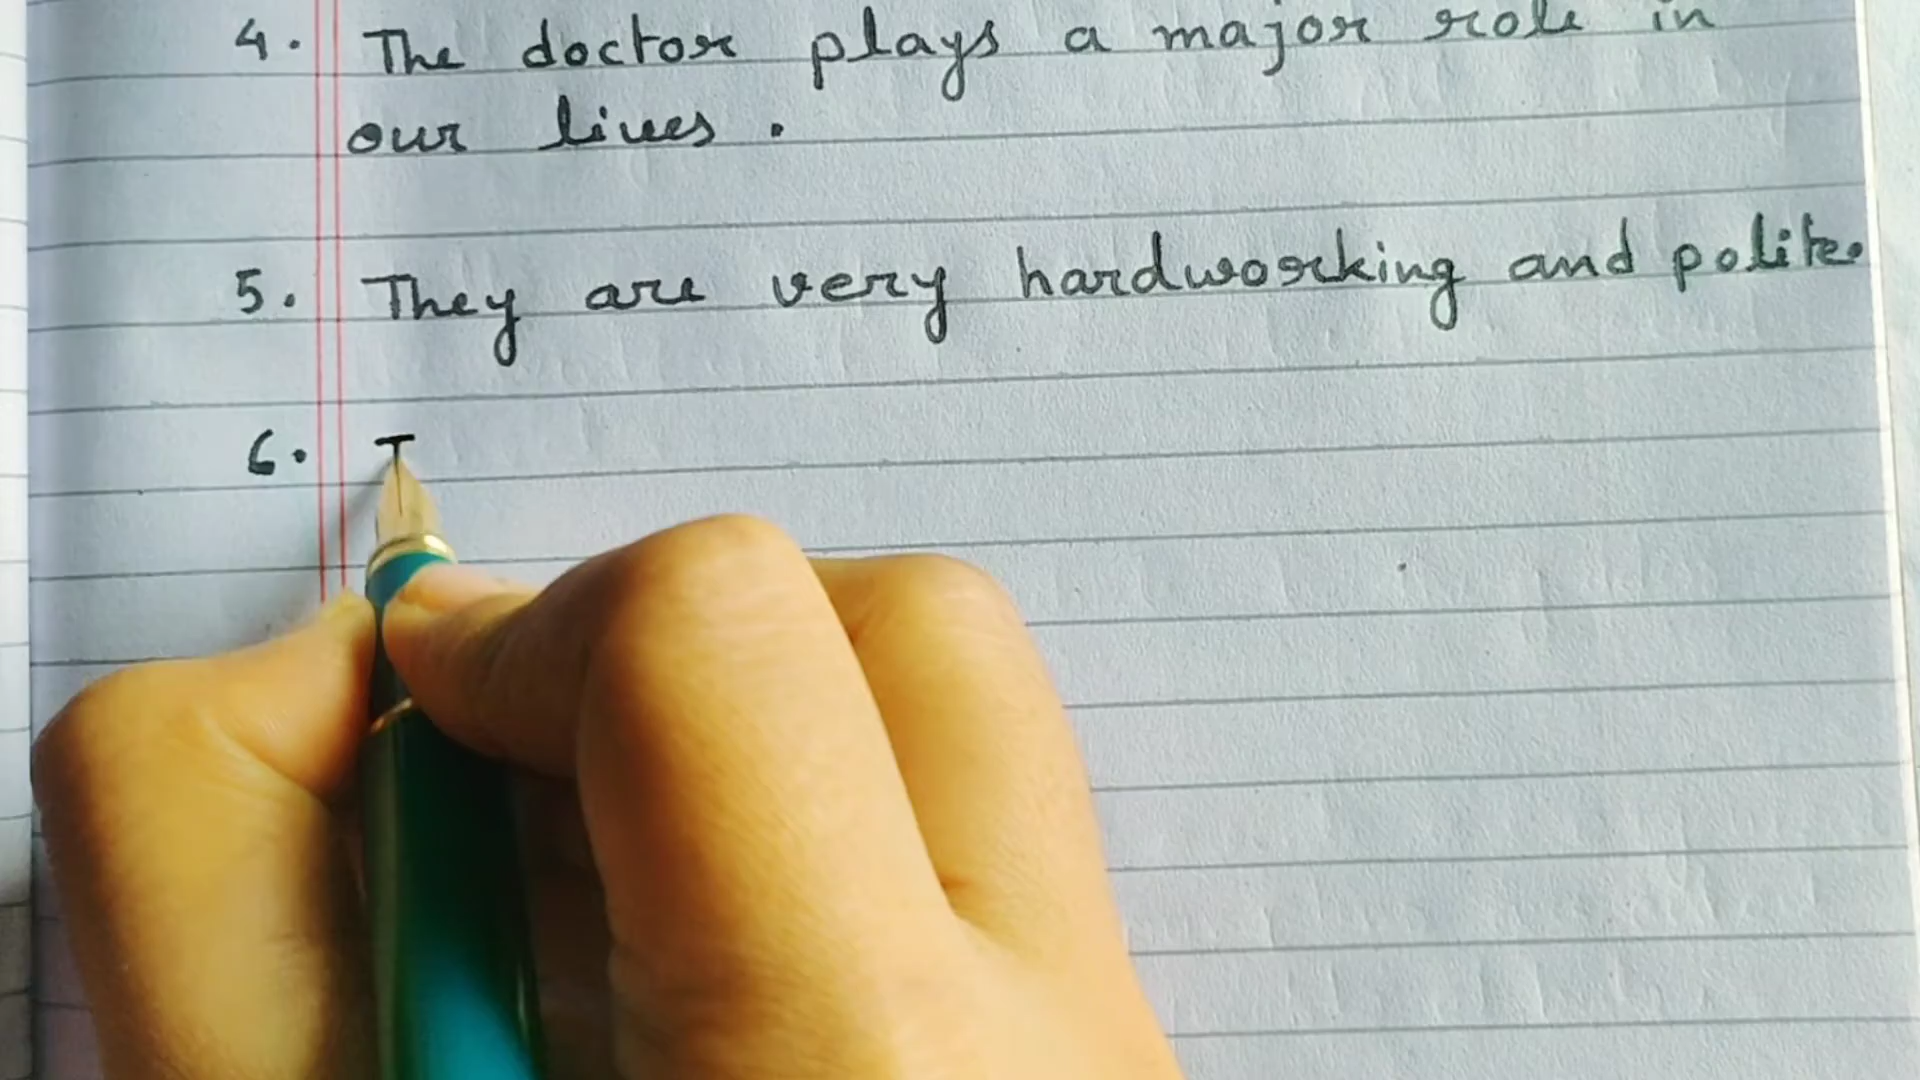 4. The doctor plays a major role in
our lives.
5. They are very hardworking and polite.
6. T